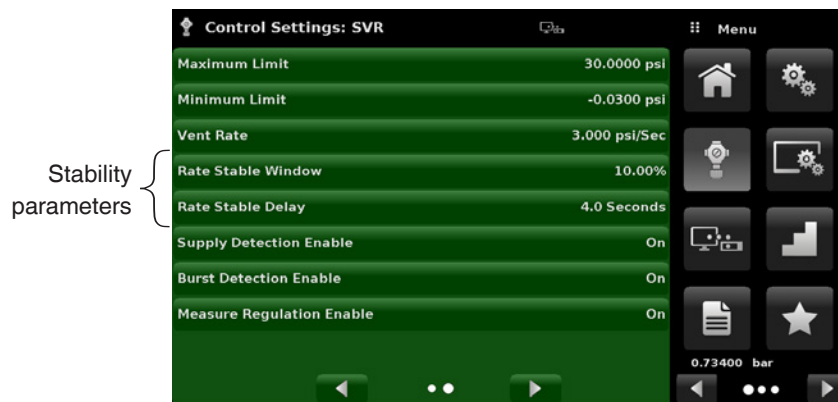 Control Settings: SVR
Menu
Maximum Limit 30.0000 psi
Minimum Limit -0.0300 psi
Vent Rate 3.000 psi/Sec
Stability parameters
Rate Stable Window 10.00%
Rate Stable Delay 4.0 Seconds
Supply Detection Enable On
Burst Detection Enable On
Measure Regulation Enable On
0.73400 bar